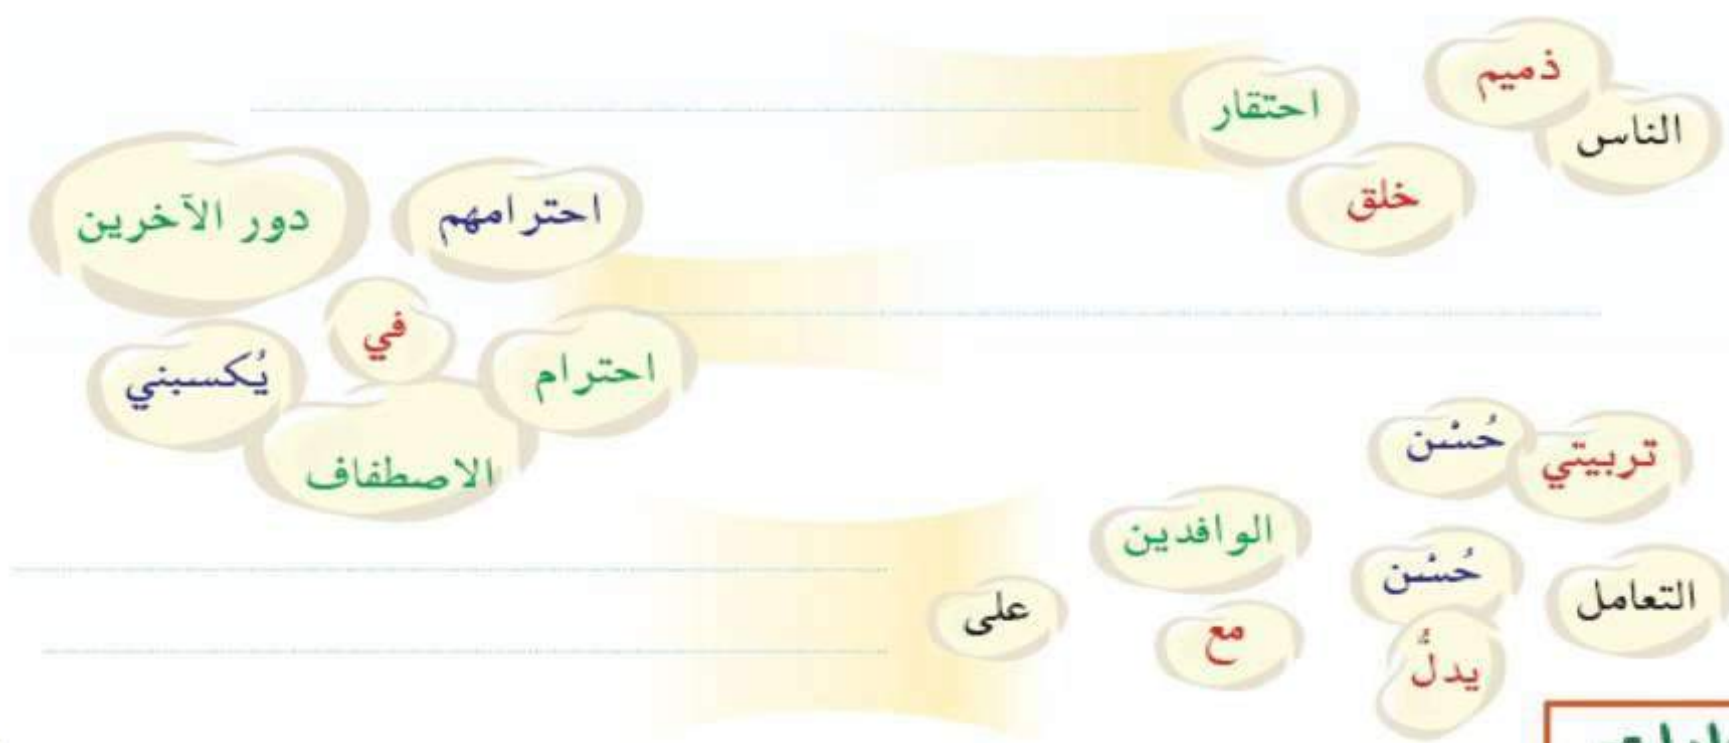 ذميم
احتقار
الناس
خلق
احترامهم
دور الآخرين
في
احترام
يُكسبني
الاصطفاف
حُسْن
تربيتي
الوافدين
حُسْن
التعامل
على
مع
يدلُّ